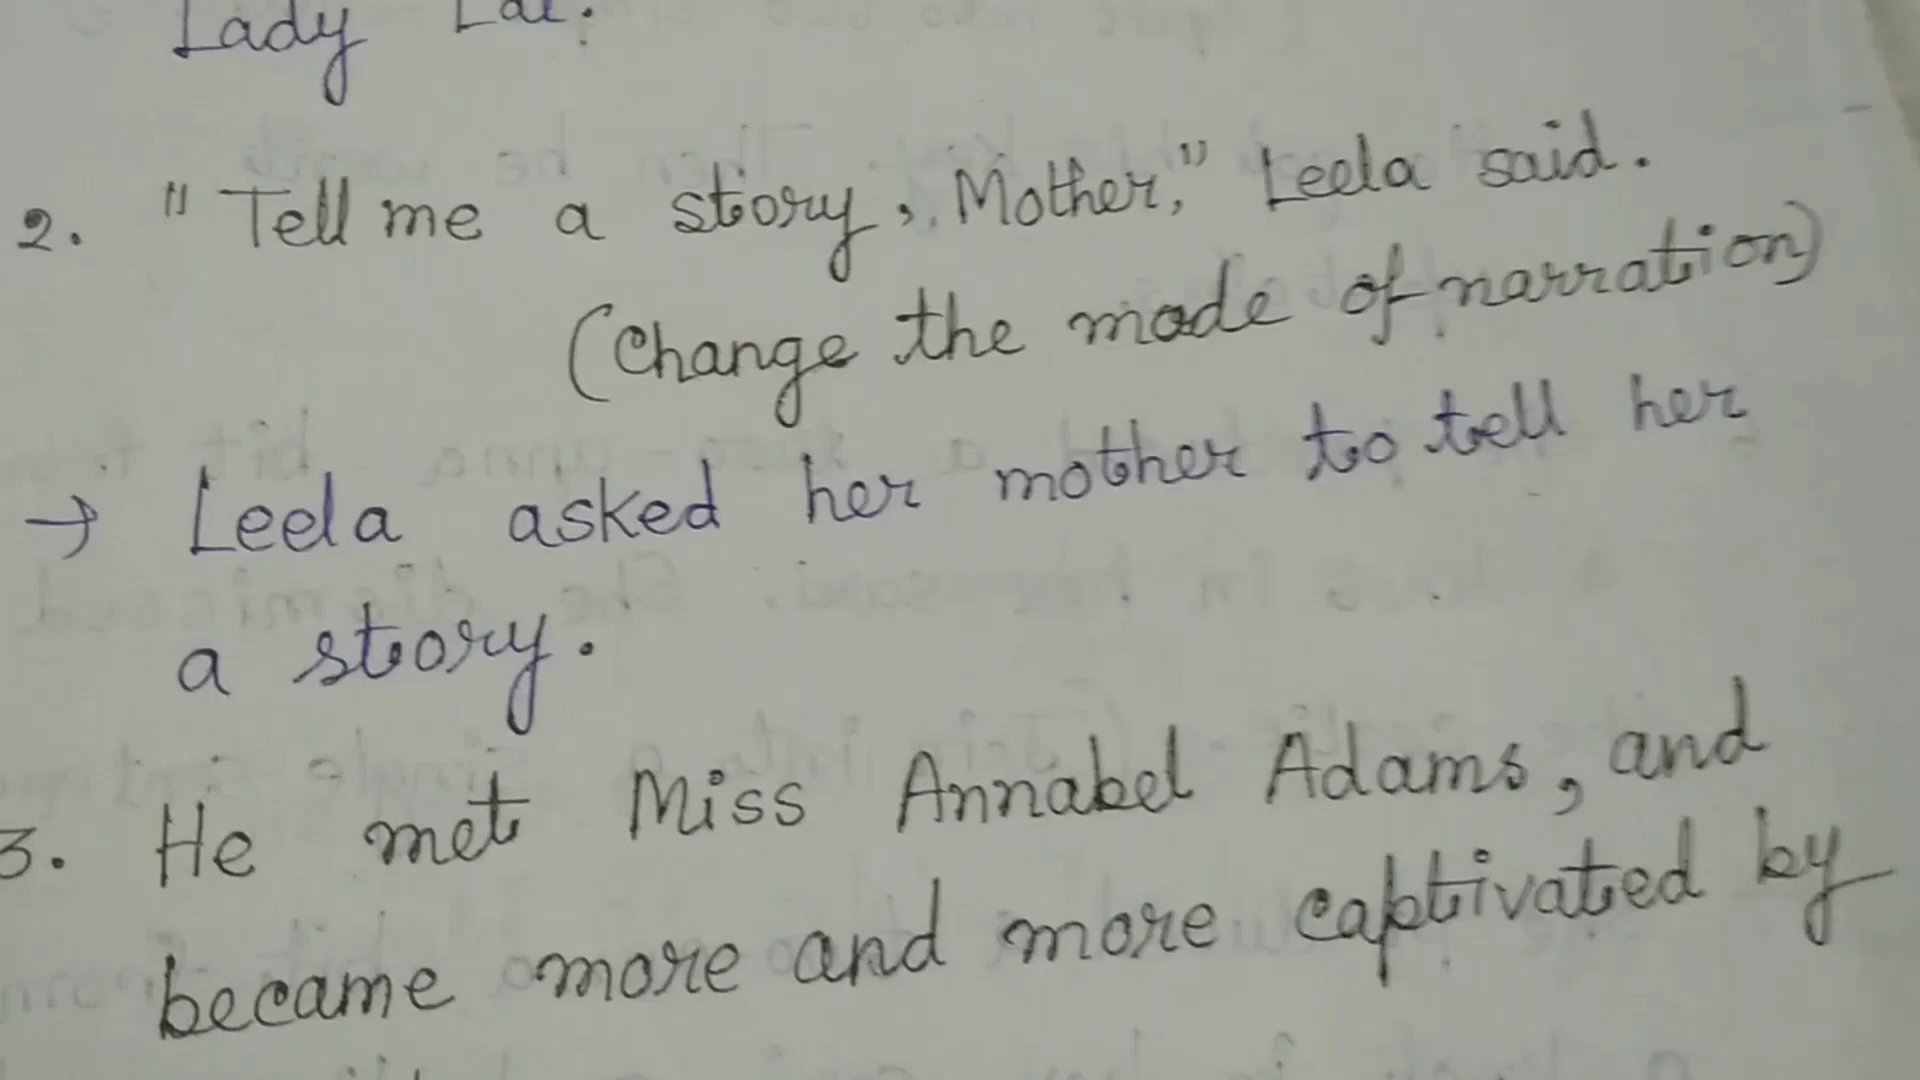 Lady Lal.
2. "Tell me a story, Mother," Leela said.
(Change the mode of narration)
→ Leela asked her mother to tell her
a story.
3. He met Miss Annabel Adams, and
became more and more captivated by